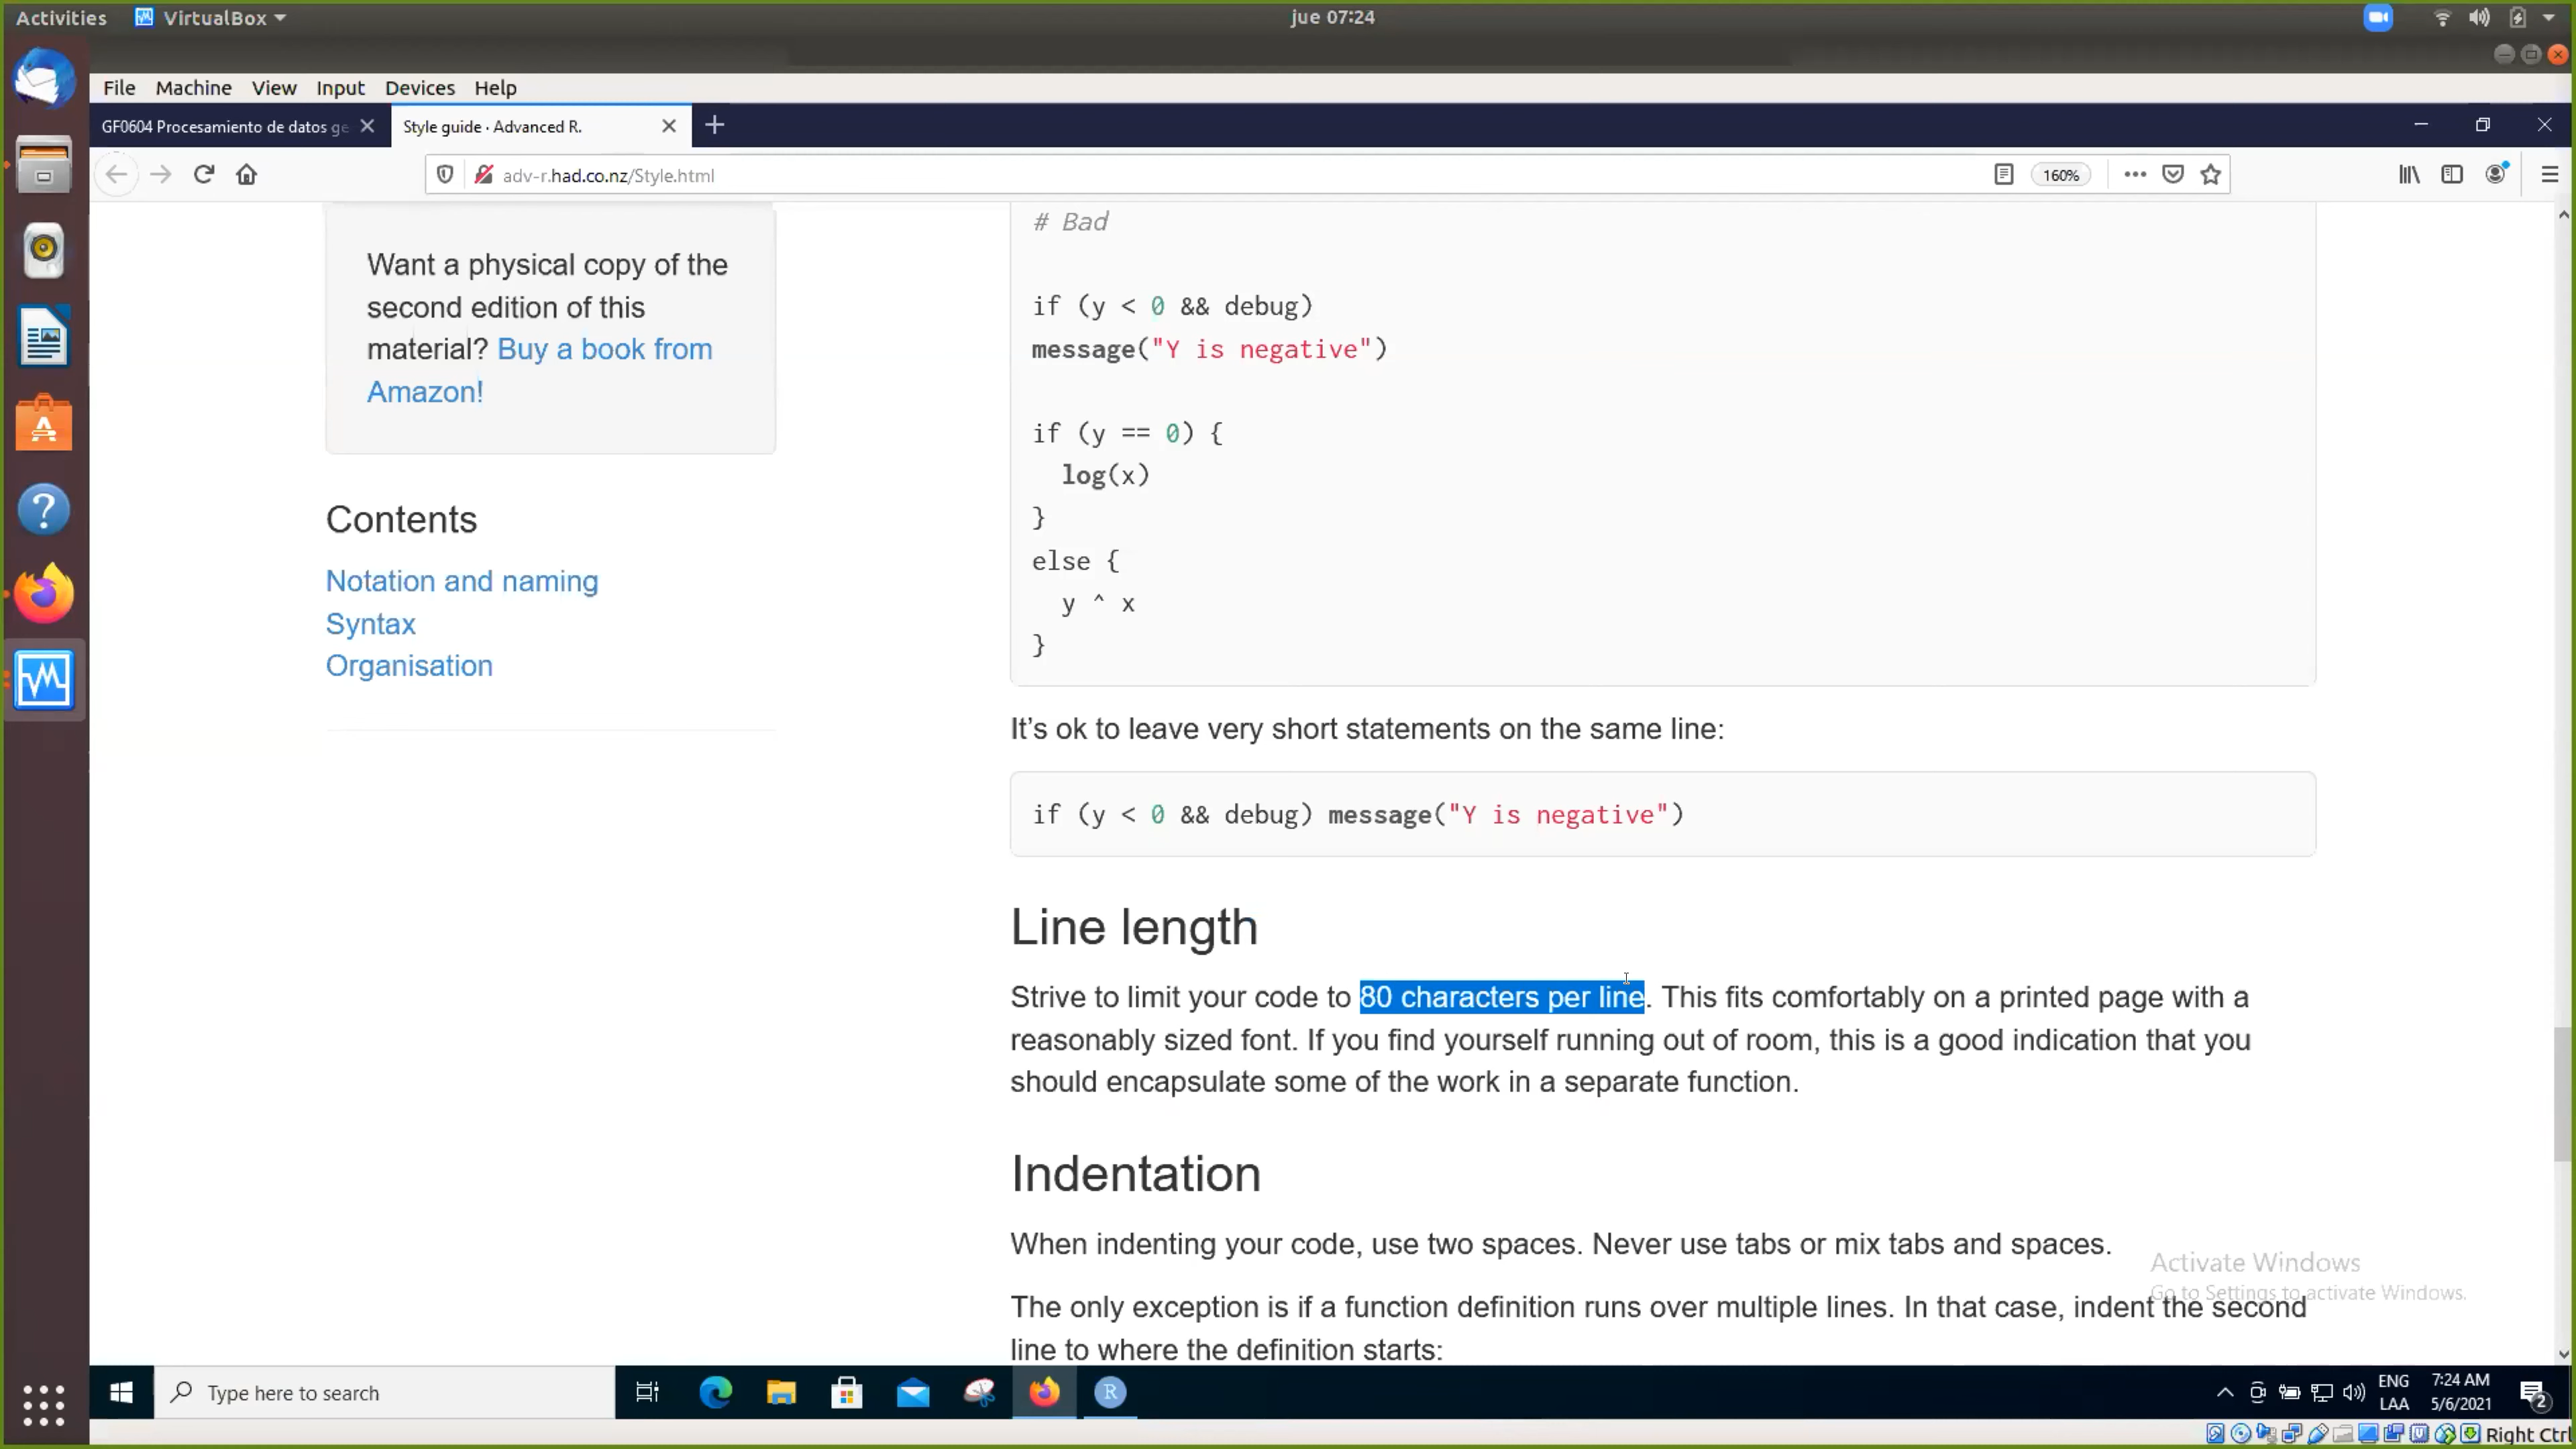 Activities VirtualBox jue 07:24
File Machine View Input Devices Help
GF0604 Procesamiento de datos ge Style guide · Advanced R.
adv-r.had.co.nz/Style.html 160%
Want a physical copy of the
second edition of this
material? Buy a book from
Amazon!
Contents
Notation and naming
Syntax
Organisation
# Bad
if (y < 0 && debug)
message("Y is negative")
if (y == 0) {
log(x)
}
else {
y ^ x
}
It's ok to leave very short statements on the same line:
if (y < 0 && debug) message("Y is negative")
Line length
Strive to limit your code to 80 characters per line. This fits comfortably on a printed page with a
reasonably sized font. If you find yourself running out of room, this is a good indication that you
should encapsulate some of the work in a separate function.
Indentation
When indenting your code, use two spaces. Never use tabs or mix tabs and spaces.
The only exception is if a function definition runs over multiple lines. In that case, indent the second
line to where the definition starts:
Activate Windows
Go to Settings to activate Windows.
Type here to search
R
ENG
LAA
7:24 AM
5/6/2021
2
Right Ctrl